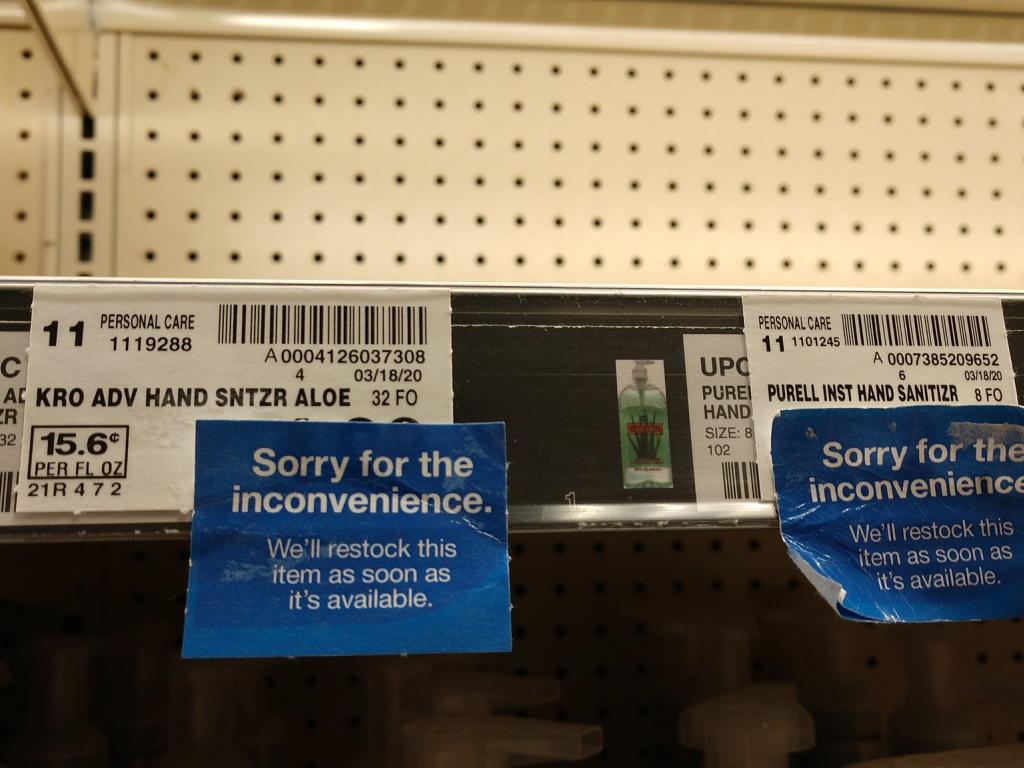 11 PERSONAL CARE
1119288
A 0004126037308
4 03/18/20
KRO ADV HAND SNTZR ALOE 32 FO
15.6¢
PER FL OZ
21R 4 7 2
Sorry for the
inconvenience.
We'll restock this
item as soon as
it's available.
C
32
1
UPC
HAND
SIZE: 8
102
PERSONAL CARE
11 1101245
A 0007385209652
6 03/18/20
PURELL INST HAND SANITIZR 8 FO
Sorry for the
inconvenience
We'll restock this
item as soon as
it's available.